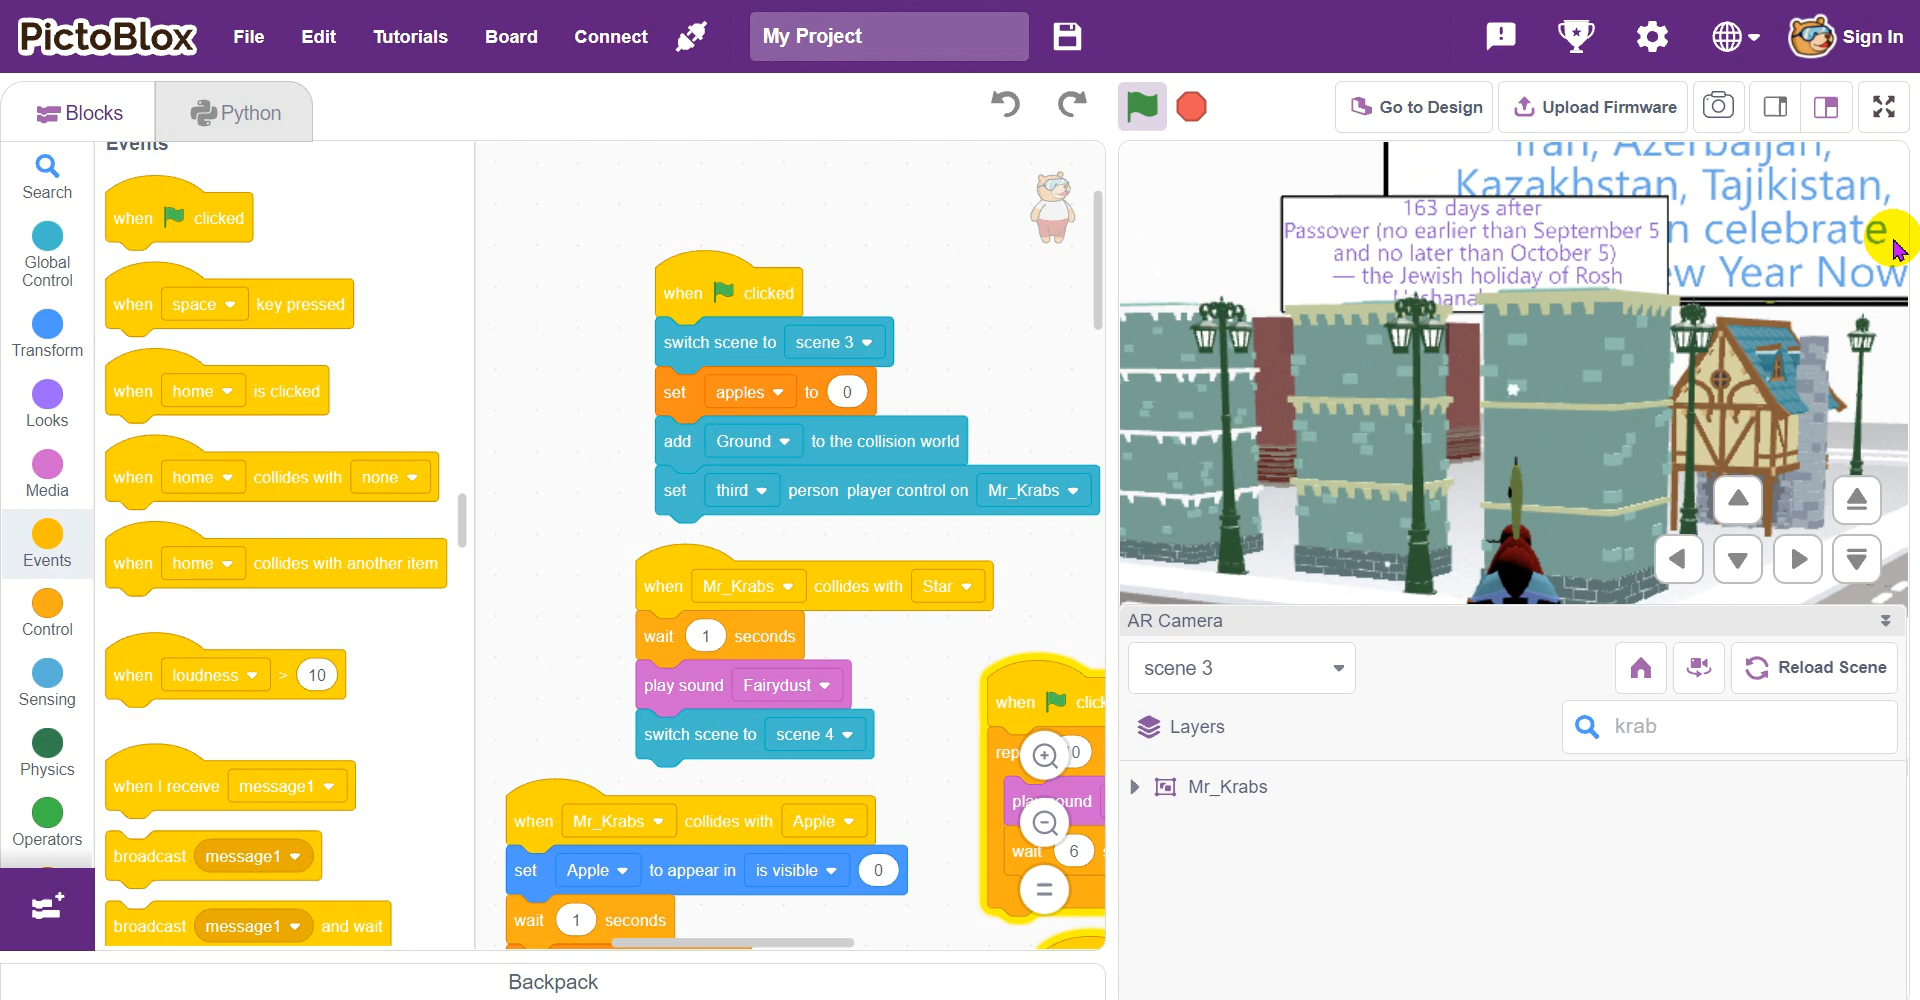 PictoBlox
File
Edit
Tutorials
Board
Connect
My Project
Sign In
Blocks
Python
Go to Design
Upload Firmware
Search
Global
Control
Transform
Looks
Media
Events
Control
Sensing
Physics
Operators
Events
when clicked
when space key pressed
when home is clicked
when home collides with none
when home collides with another item
when loudness > 10
when I receive message1
broadcast message1
broadcast message1 and wait
when clicked
switch scene to scene 3
set apples to 0
add Ground to the collision world
set third person player control on Mr_Krabs
when Mr_Krabs collides with Star
wait 1 seconds
play sound Fairydust
switch scene to scene 4
when Mr_Krabs collides with Apple
set Apple to appear in is visible 0
wait 1 seconds
when
wait 6
Backpack
Iran, Azerbaijan,
Kazakhstan, Tajikistan,
n celebrate
w Year Now
163 days after
Passover (no earlier than September 5
and no later than October 5)
— the Jewish holiday of Rosh
AR Camera
scene 3
Reload Scene
Layers
krab
Mr_Krabs